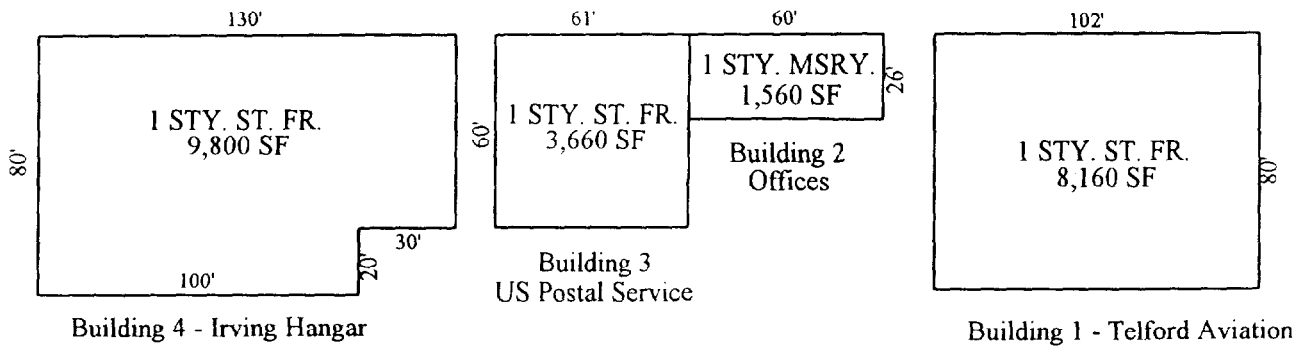 130'
61'
60'
102'
1 STY. ST. FR.
9,800 SF
80'
100'
20'
30'
Building 4 - Irving Hangar
60'
1 STY. ST. FR.
3,660 SF
Building 3
US Postal Service
1 STY. MSRY.
1,560 SF
26'
Building 2
Offices
1 STY. ST. FR.
8,160 SF
80'
Building 1 - Telford Aviation